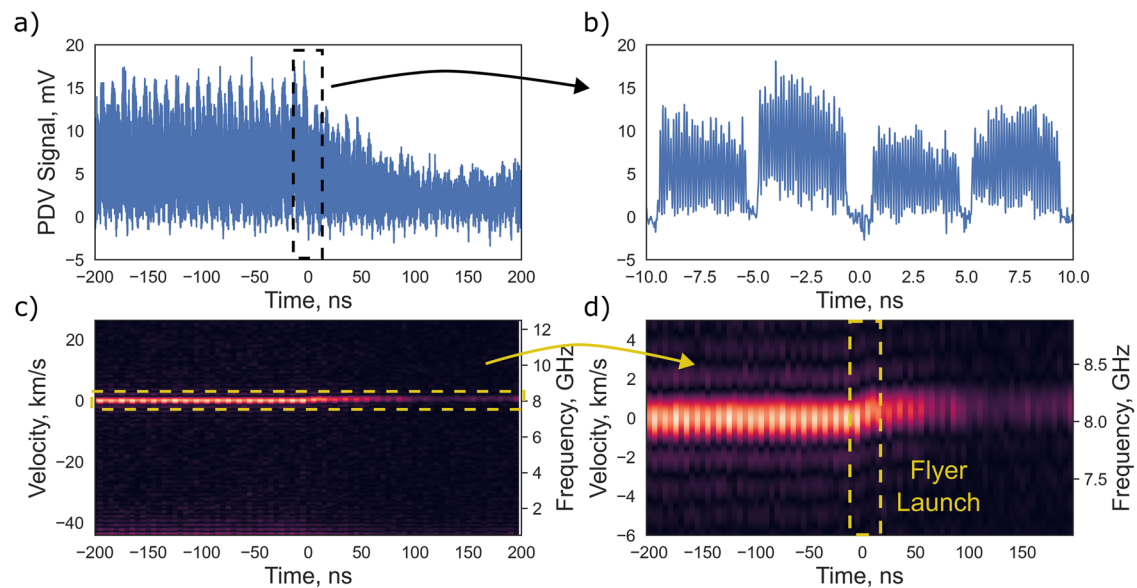 a)
20
15
10
5
0
−5
PDV Signal, mV
−200 −150 −100 −50 0 50 100 150 200
Time, ns
b)
20
15
10
5
0
−5
−10.0 −7.5 −5.0 −2.5 0.0 2.5 5.0 7.5 10.0
Time, ns
c)
20
0
−20
−40
Velocity, km/s
12
10
8
6
4
2
Frequency, GHz
−200 −150 −100 −50 0 50 100 150 200
Time, ns
d)
4
2
0
−2
−4
−6
Velocity, km/s
8.5
8.0
7.5
Frequency, GHz
Flyer
Launch
−200 −150 −100 −50 0 50 100 150
Time, ns